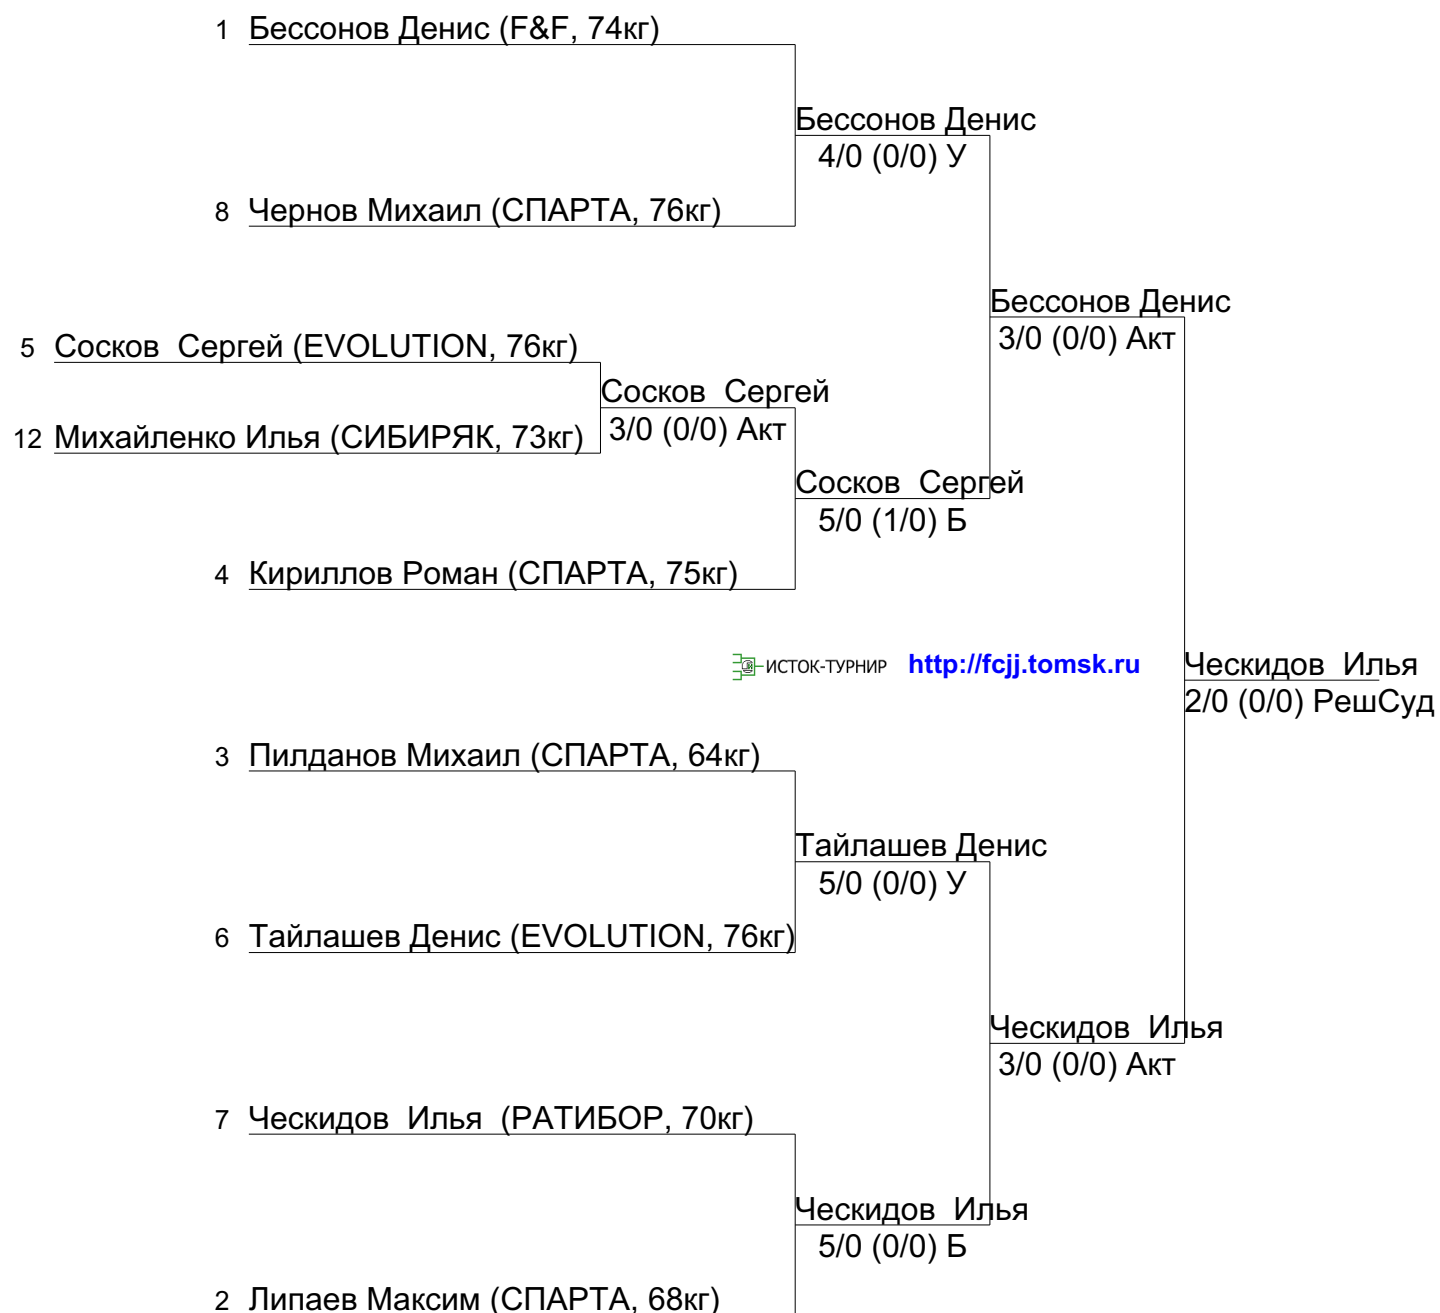 1 Бессонов Денис (F&F, 74кг)
Бессонов Денис
4/0 (0/0) У
8 Чернов Михаил (СПАРТА, 76кг)
Бессонов Денис
3/0 (0/0) Акт
5 Сосков Сергей (EVOLUTION, 76кг)
Сосков Сергей
3/0 (0/0) Акт
12 Михайленко Илья (СИБИРЯК, 73кг)
Сосков Сергей
5/0 (1/0) Б
4 Кириллов Роман (СПАРТА, 75кг)
ИСТОК-ТУРНИР http://fcjj.tomsk.ru
Ческидов Илья
2/0 (0/0) РешСуд
3 Пилданов Михаил (СПАРТА, 64кг)
Тайлашев Денис
5/0 (0/0) У
6 Тайлашев Денис (EVOLUTION, 76кг)
Ческидов Илья
3/0 (0/0) Акт
7 Ческидов Илья (РАТИБОР, 70кг)
Ческидов Илья
5/0 (0/0) Б
2 Липаев Максим (СПАРТА, 68кг)